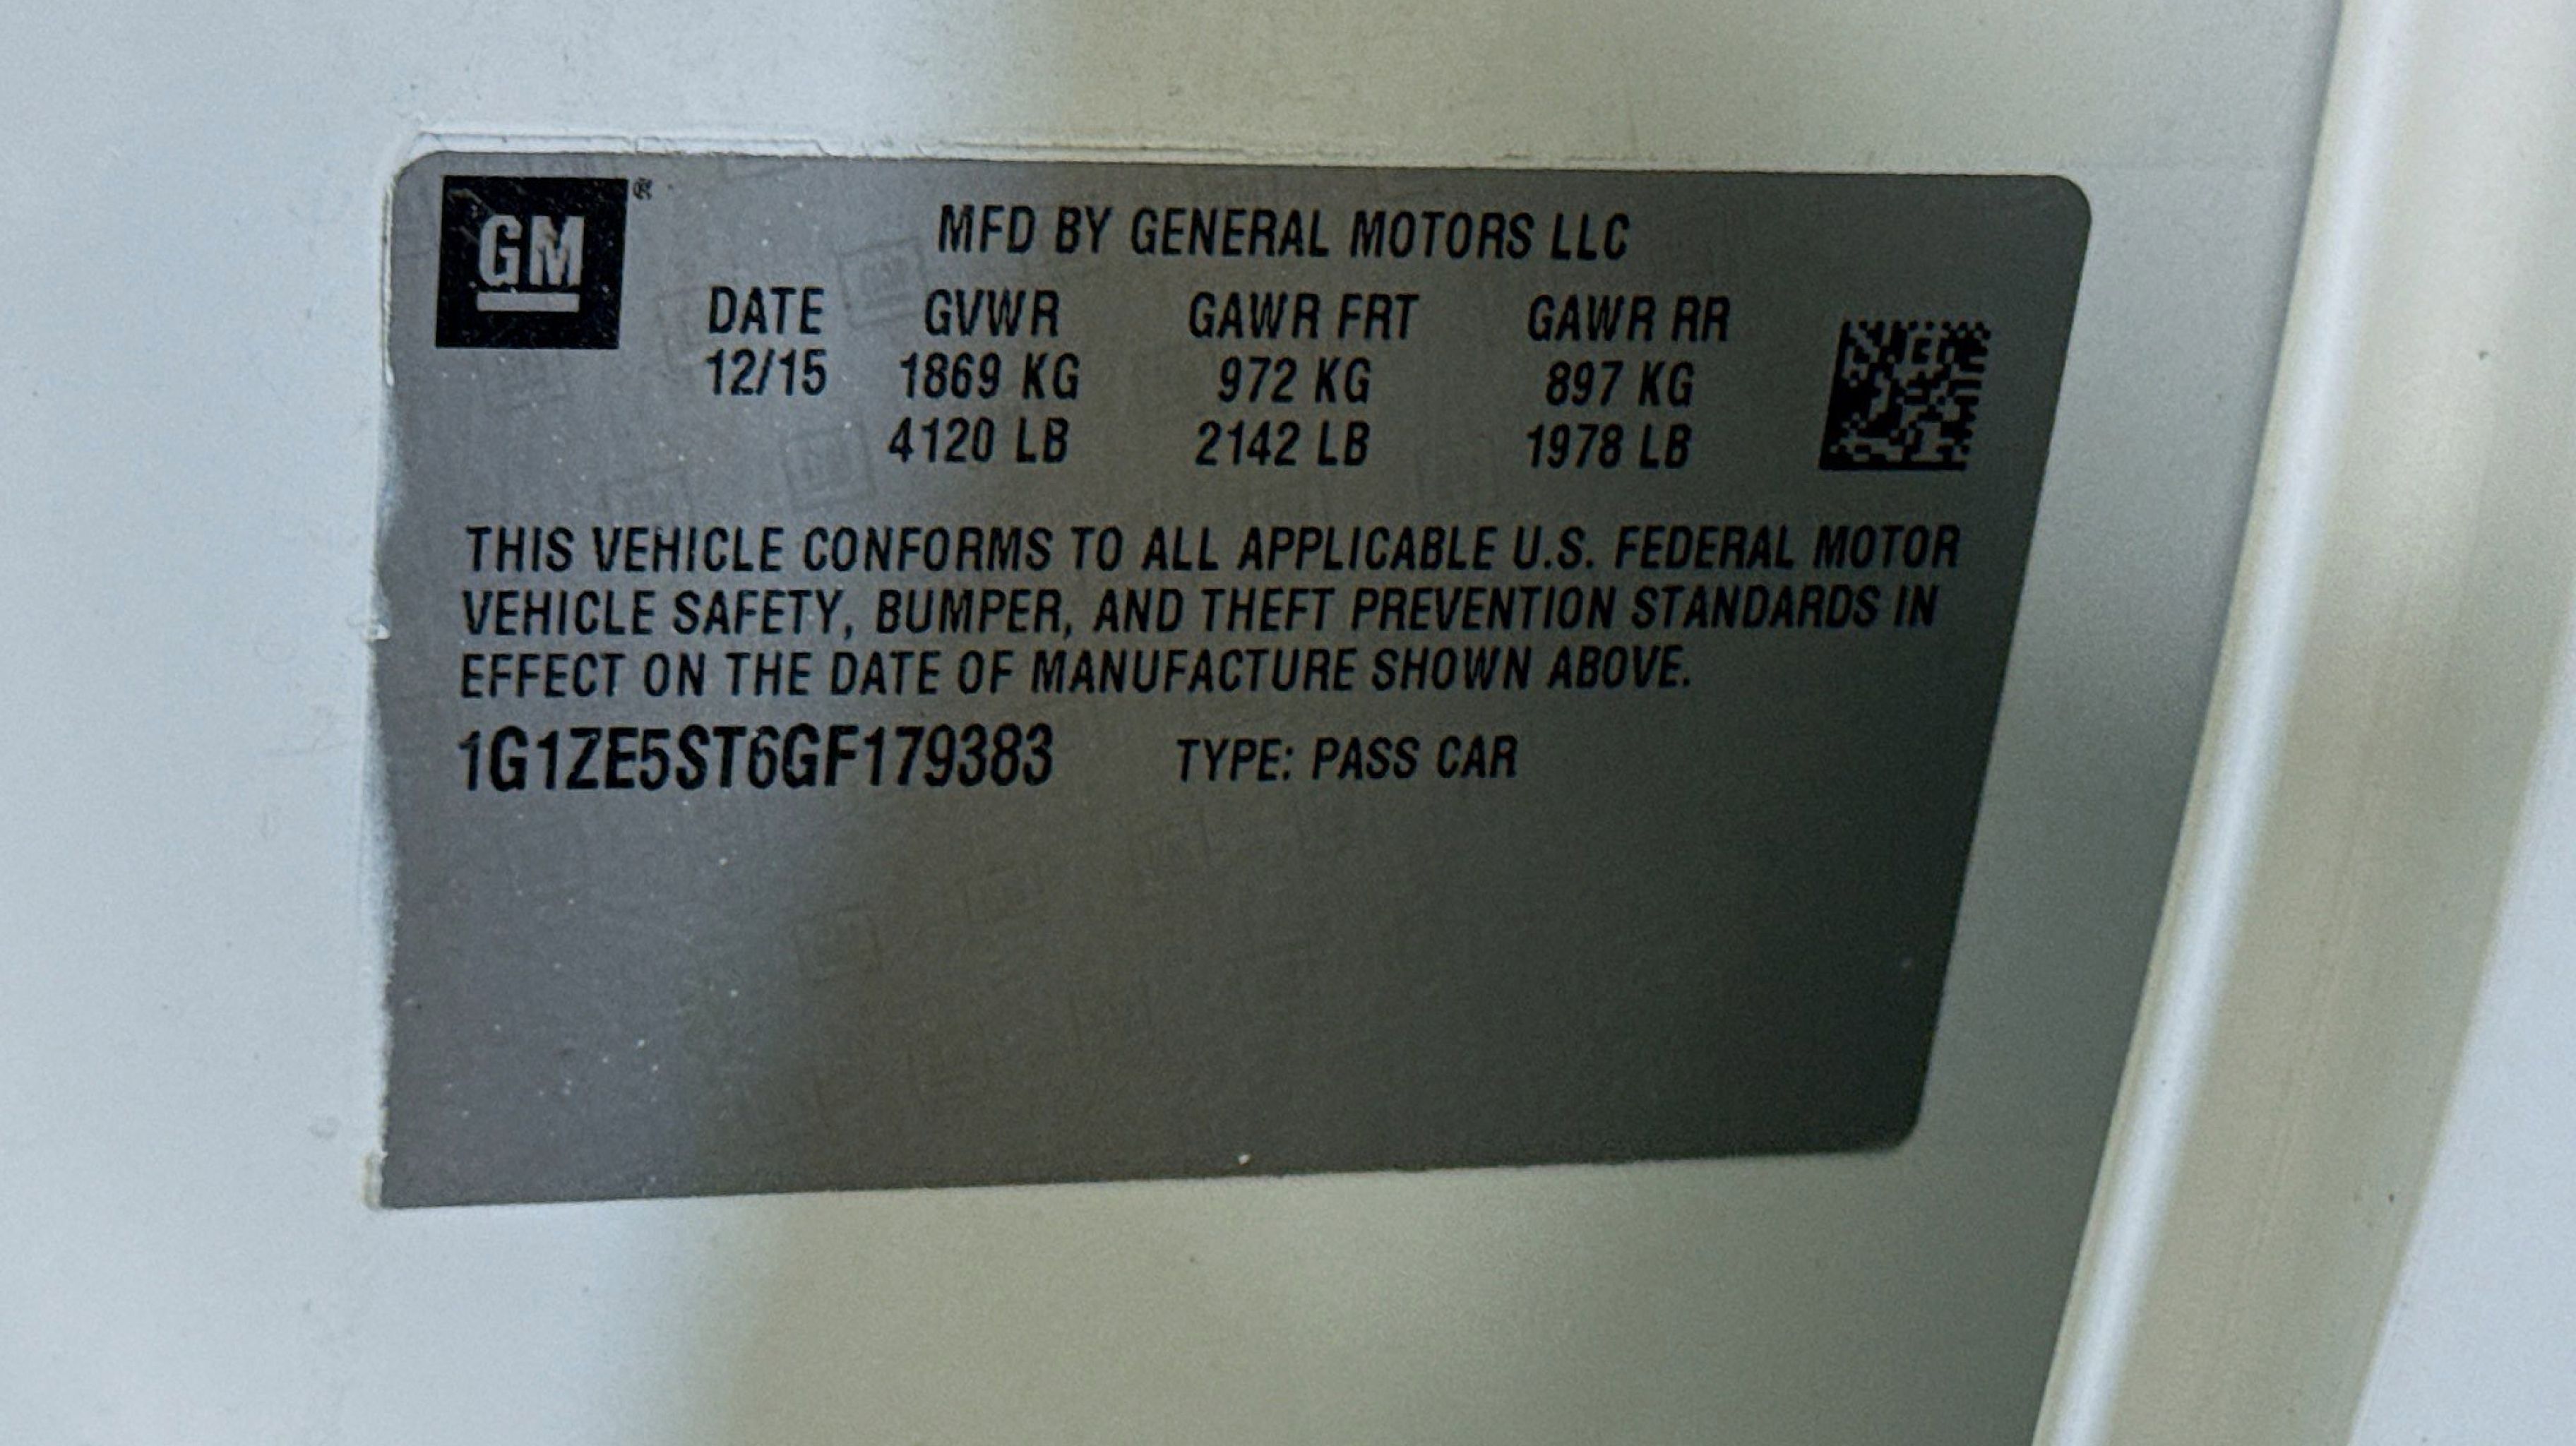 GM ®
MFD BY GENERAL MOTORS LLC
DATE GVWR GAWR FRT GAWR RR
12/15 1869 KG 972 KG 897 KG
4120 LB 2142 LB 1978 LB
THIS VEHICLE CONFORMS TO ALL APPLICABLE U.S. FEDERAL MOTOR
VEHICLE SAFETY, BUMPER, AND THEFT PREVENTION STANDARDS IN
EFFECT ON THE DATE OF MANUFACTURE SHOWN ABOVE.
1G1ZE5ST6GF179383 TYPE: PASS CAR